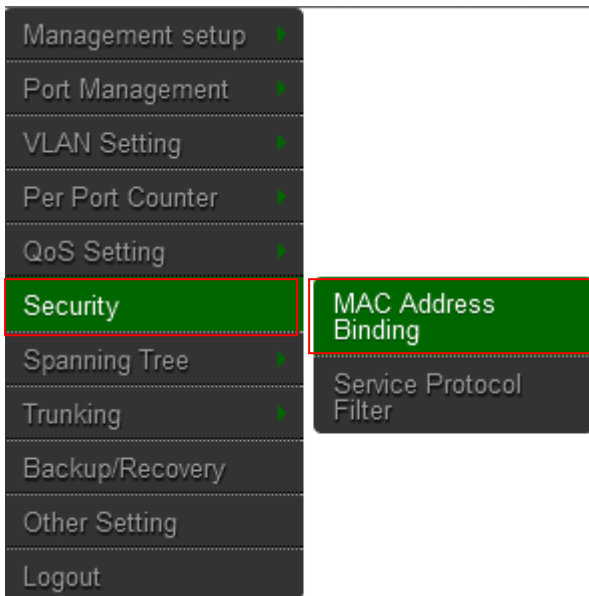 Management setup
Port Management
VLAN Setting
Per Port Counter
QoS Setting
Security
MAC Address
Binding
Spanning Tree
Service Protocol
Filter
Trunking
Backup/Recovery
Other Setting
Logout